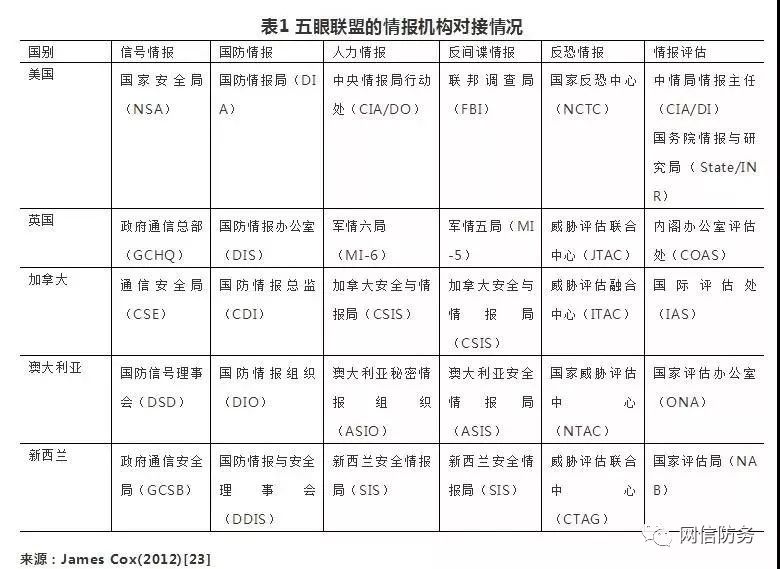 表1 五眼联盟的情报机构对接情况
国别 信号情报 国防情报 人力情报 反间谍情报 反恐情报 情报评估
美国 国家安全局 国防情报局(DI 中央情报局行动 联邦调查局 国家反恐中心 中情局情报主任
(NSA) A) 处(CIA/DO) (FBI) (NCTC) (CIA/DI)
国务院情报与研
究局(State/IN
R)
英国 政府通信总部 国防情报办公室 军情六局 军情五局(MI 威胁评估联合 内阁办公室评估
(GCHQ) (DIS) (MI-6) -5) 中心(JTAC) 处(COAS)
加拿大 通信安全局 国防情报总监 加拿大安全与情 加拿大安全与 威胁评估融合 国际评估处
(CSE) (CDI) 报局(CSIS) 情报局 中心(ITAC) (IAS)
(CSIS)
澳大利亚 国防信号理事 国防情报组织 澳大利亚秘密情 澳大利亚安全 国家威胁评估 国家评估办公室
会(DSD) (DIO) 报组织 情报局 中心 (ONA)
(ASIO) (ASIS) (NTAC)
新西兰 政府通信安全 国防情报与安全 新西兰安全情报 新西兰安全情 威胁评估联合 国家评估局(NA
局(GCSB) 理事会 局(SIS) 报局(SIS) 中心 B)
(DDIS) (CTAG)
网信防务
来源:James Cox(2012)[23]